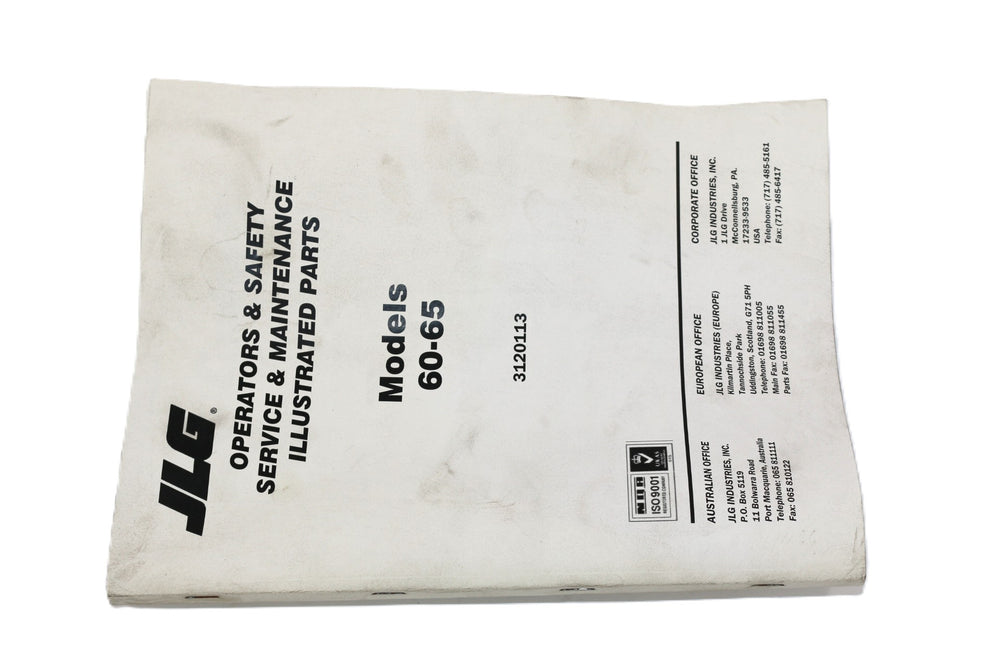 JLG®
OPERATORS & SAFETY
SERVICE & MAINTENANCE
ILLUSTRATED PARTS
Models
60-65
3120113
ISO9001
REGISTERED COMPANY
UKAS
AUSTRALIAN OFFICE
JLG INDUSTRIES, INC.
P.O. Box 5119
11 Bolwarra Road
Port Macquarie, Australia
Telephone: 065 811111
Fax: 065 810122
EUROPEAN OFFICE
JLG INDUSTRIES (EUROPE)
Kilmartin Place,
Tannochside Park
Uddingston, Scotland, G71 5PH
Telephone: 01698 811005
Main Fax: 01698 811055
Parts Fax: 01698 811455
CORPORATE OFFICE
JLG INDUSTRIES, INC.
1 JLG Drive
McConnellsburg, PA.
17233-9533
USA
Telephone: (717) 485-5161
Fax: (717) 485-6417